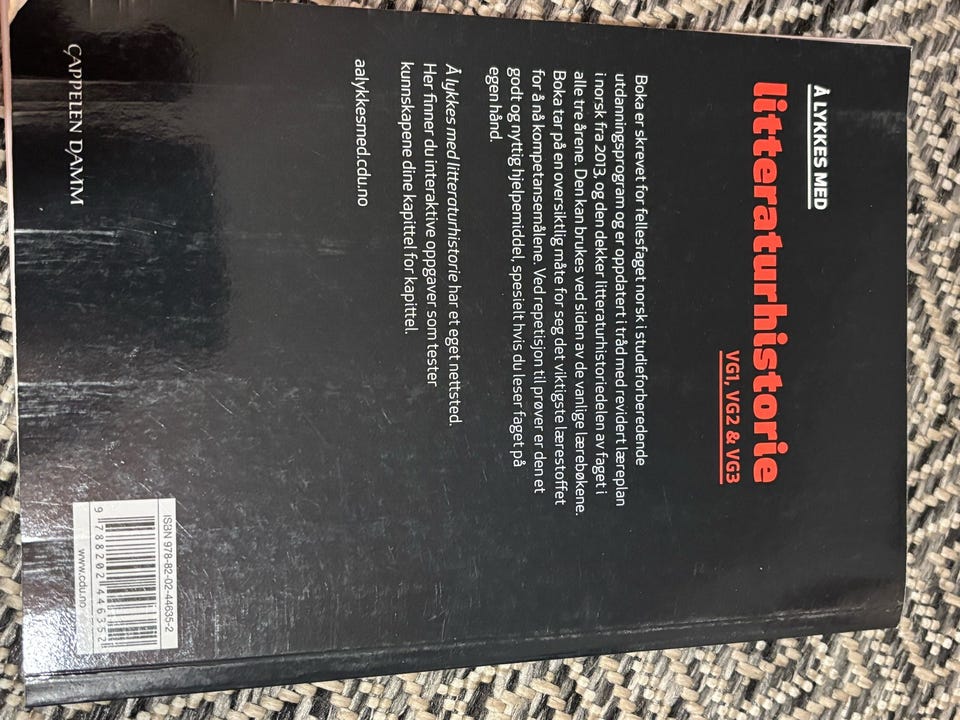 Å LYKKES MED
litteraturhistorie
VG1, VG2 & VG3
Boka er skrevet for fellesfaget norsk i studieforberedende
utdanningsprogram og er oppdatert i tråd med revidert læreplan
i norsk fra 2013, og den dekker litteraturhistoriedelen av faget i
alle tre årene. Den kan brukes ved siden av de vanlige lærebøkene.
Boka tar på en oversiktlig måte for seg det viktigste lærestoffet
for å nå kompetansemålene. Ved repetisjon til prøver er den et
godt og nyttig hjelpemiddel, spesielt hvis du leser faget på
egen hånd.
Å lykkes med litteraturhistorie har et eget nettsted.
Her finner du interaktive oppgaver som tester
kunnskapene dine kapittel for kapittel.
aalykkesmed.cdu.no
ISBN 978-82-02-44635-2
9 788202 446352
www.cdu.no
CAPPELEN DAMM